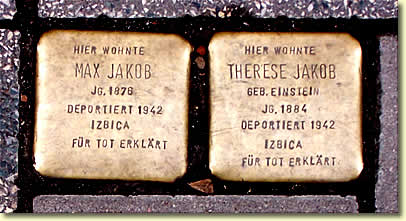 HIER WOHNTE
MAX JAKOB
JG. 1876
DEPORTIERT 1942
IZBICA
FÜR TOT ERKLÄRT
HIER WOHNTE
THERESE JAKOB
GEB. EINSTEIN
JG. 1884
DEPORTIERT 1942
IZBICA
FÜR TOT ERKLÄRT